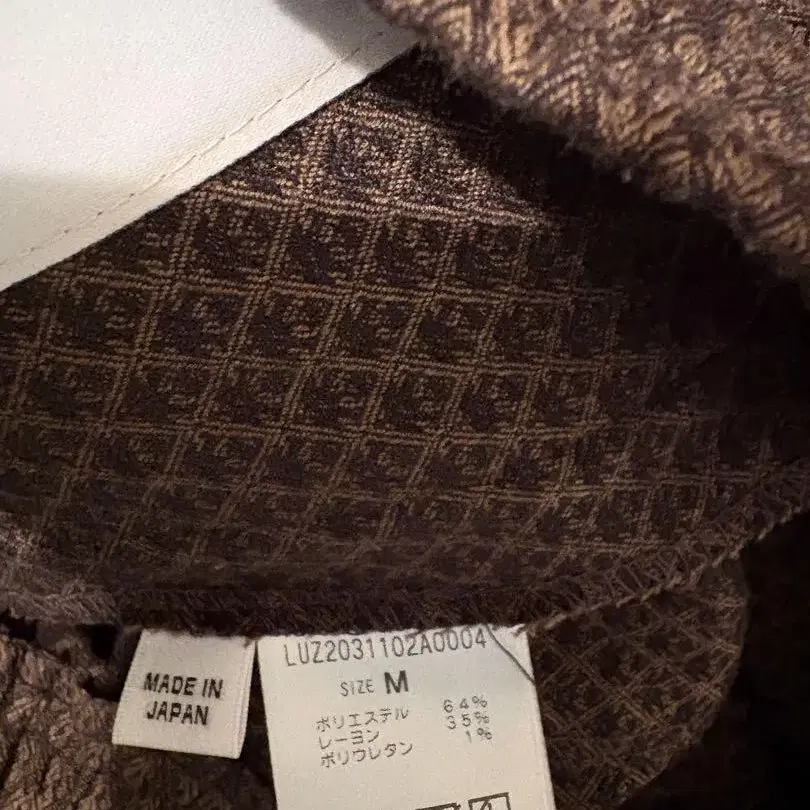 MADE IN
JAPAN
LUZ2031102A0004
SIZE M
ポリエステル 64%
レーヨン 35%
ポリウレタン 1%